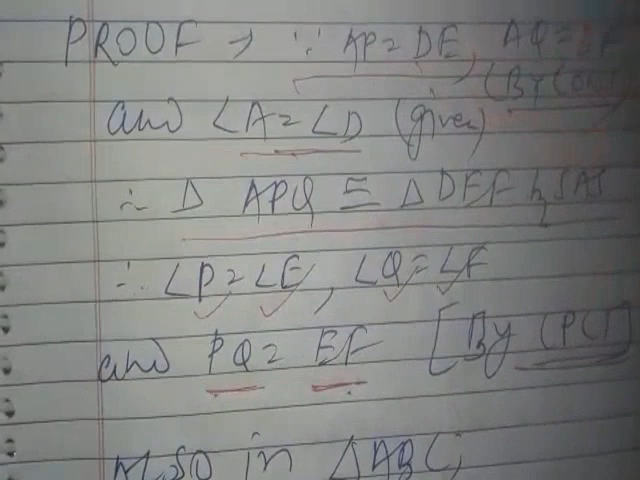 PROOF → ∵ AP = DE, AQ = DF
(By Const)
and ∠A = ∠D (given)
∴ Δ APQ ≅ Δ DEF by SAS
∴ ∠P = ∠E, ∠Q = ∠F
and PQ = EF [By CPCT]
Also in ΔABC,